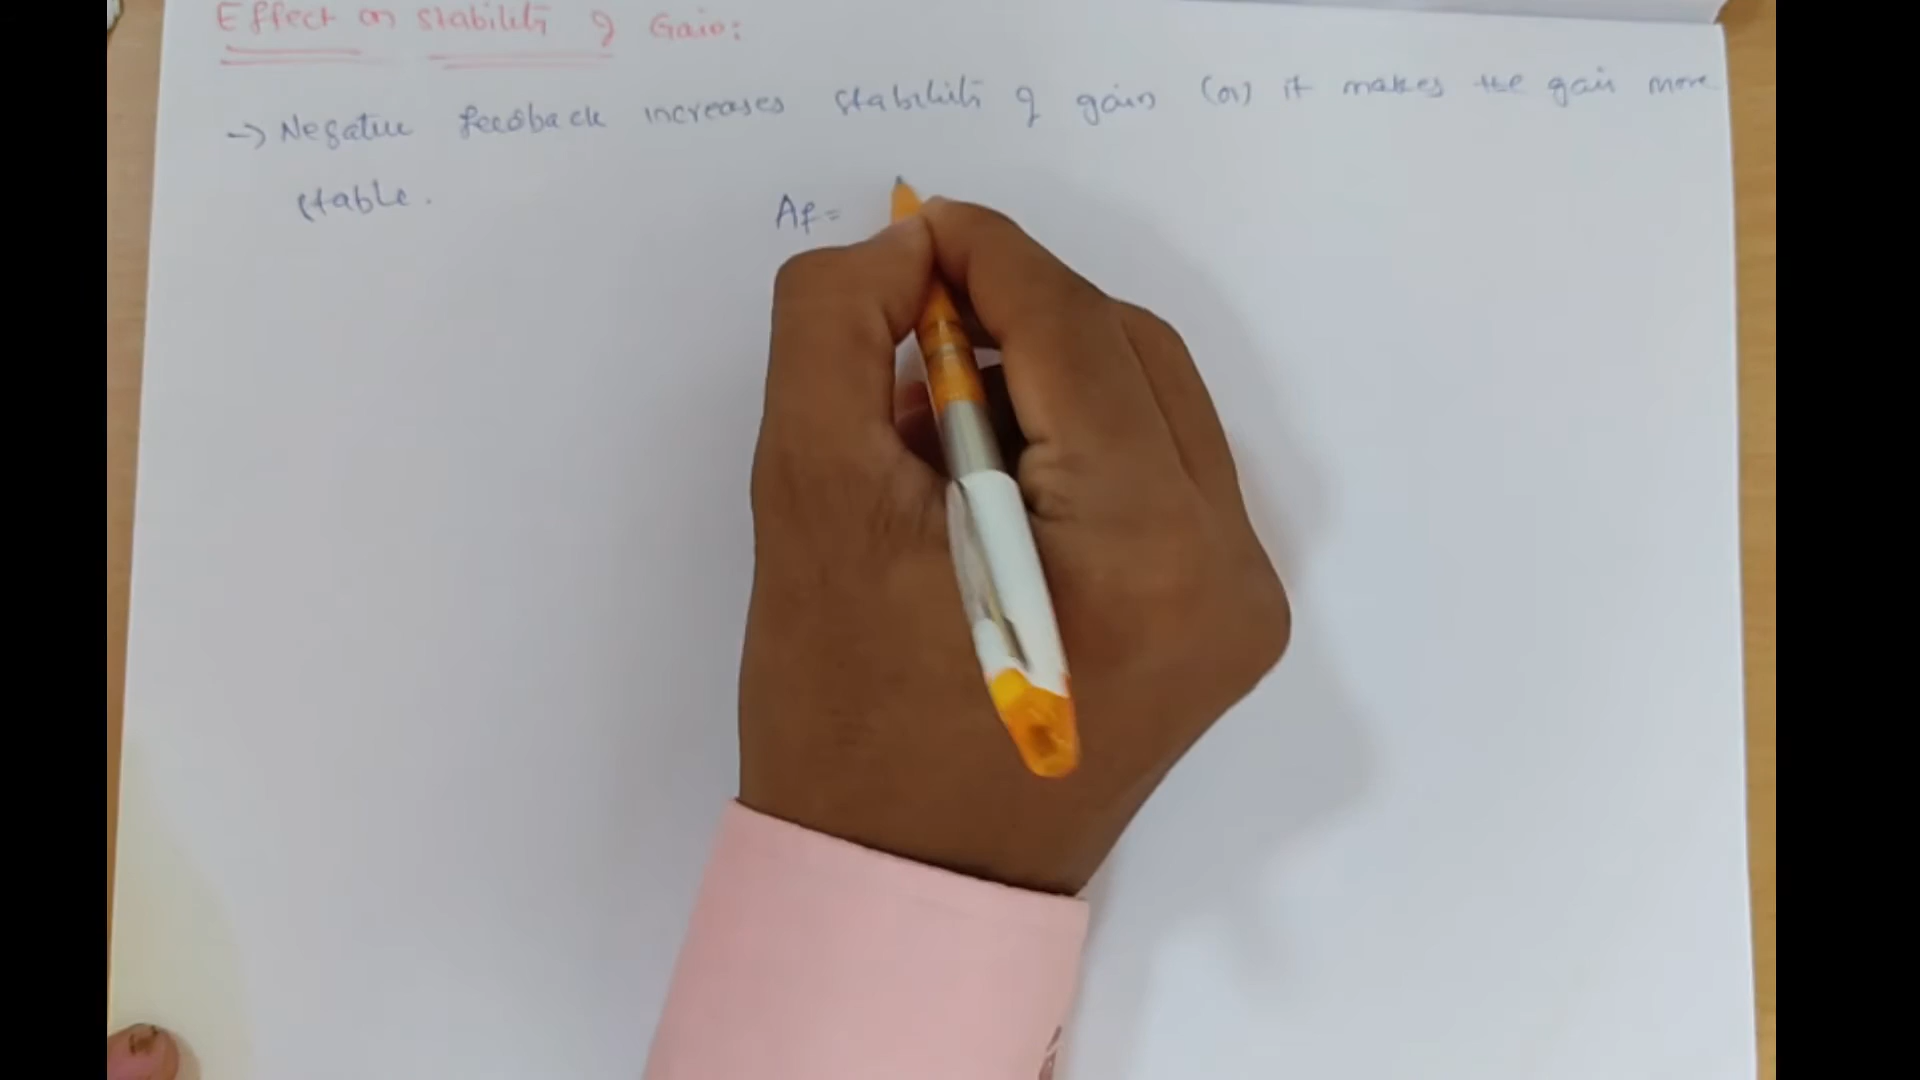 Effect on stability of Gain:
→ Negative feedback increases stability of gain (or) it makes the gain more
stable.
Af =